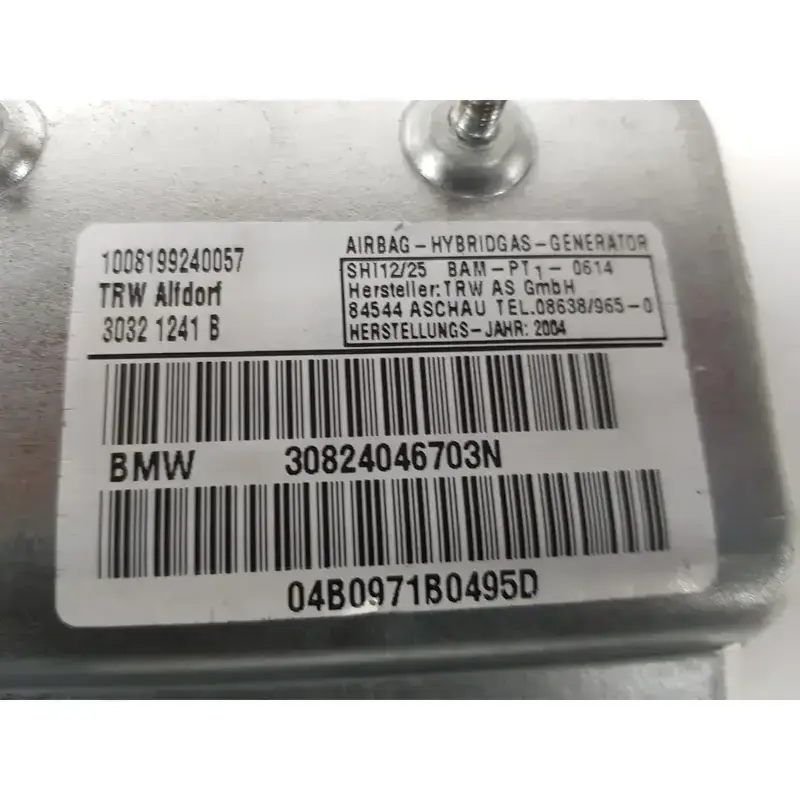 1008199240057
TRW Alfdorf
3032 1241 B
AIRBAG-HYBRIDGAS-GENERATOR
SHI12/25 BAM-PT1-0614
Hersteller:TRW AS GmbH
84544 ASCHAU TEL.08638/965-0
HERSTELLUNGS-JAHR: 2004
BMW 30824046703N
04B0971B0495D